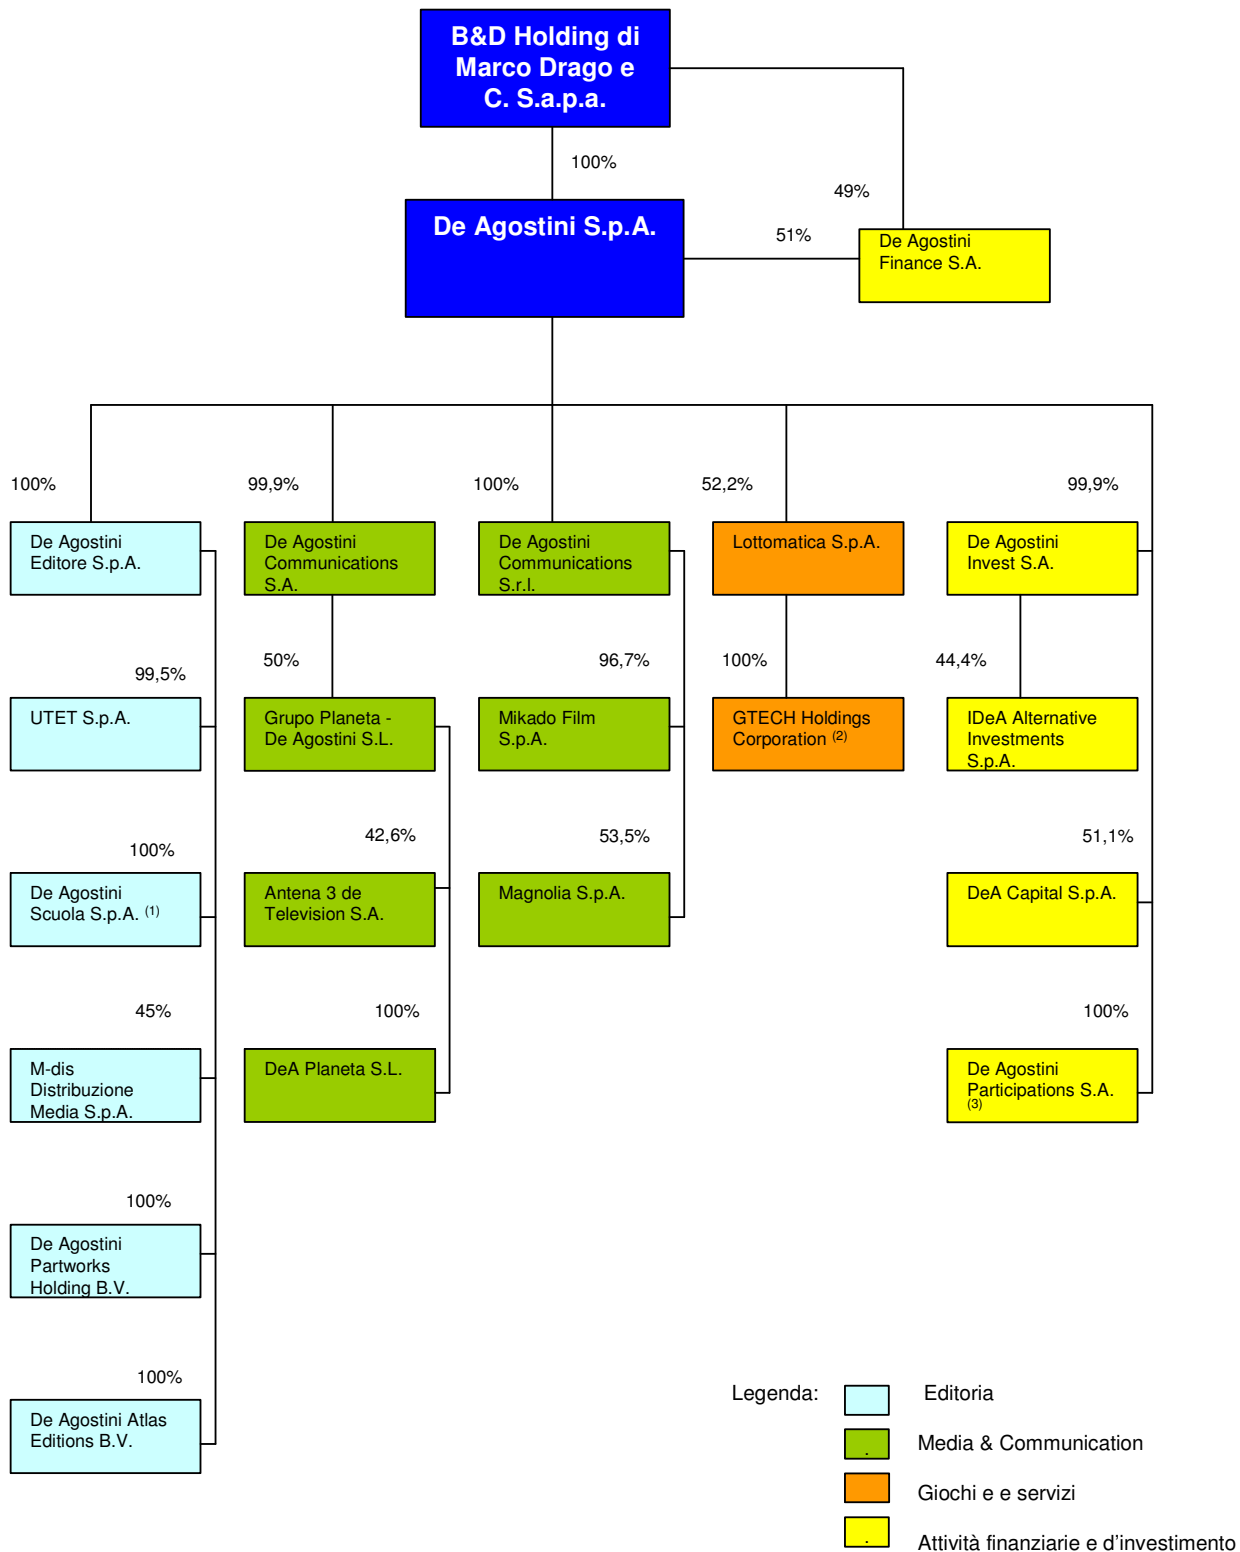 B&D Holding di
Marco Drago e
C. S.a.p.a.
100%
49%
De Agostini S.p.A.
51%
De Agostini
Finance S.A.
100%
99,9%
100%
52,2%
99,9%
De Agostini
Editore S.p.A.
De Agostini
Communications
S.A.
De Agostini
Communications
S.r.l.
Lottomatica S.p.A.
De Agostini
Invest S.A.
99,5%
50%
96,7%
100%
44,4%
UTET S.p.A.
Grupo Planeta -
De Agostini S.L.
Mikado Film
S.p.A.
GTECH Holdings
Corporation (2)
IDeA Alternative
Investments
S.p.A.
100%
42,6%
53,5%
51,1%
De Agostini
Scuola S.p.A. (1)
Antena 3 de
Television S.A.
Magnolia S.p.A.
DeA Capital S.p.A.
45%
100%
100%
M-dis
Distribuzione
Media S.p.A.
DeA Planeta S.L.
De Agostini
Participations S.A.
(3)
100%
De Agostini
Partworks
Holding B.V.
100%
De Agostini Atlas
Editions B.V.
Legenda:
Editoria
. Media & Communication
Giochi e e servizi
. Attività finanziarie e d'investimento